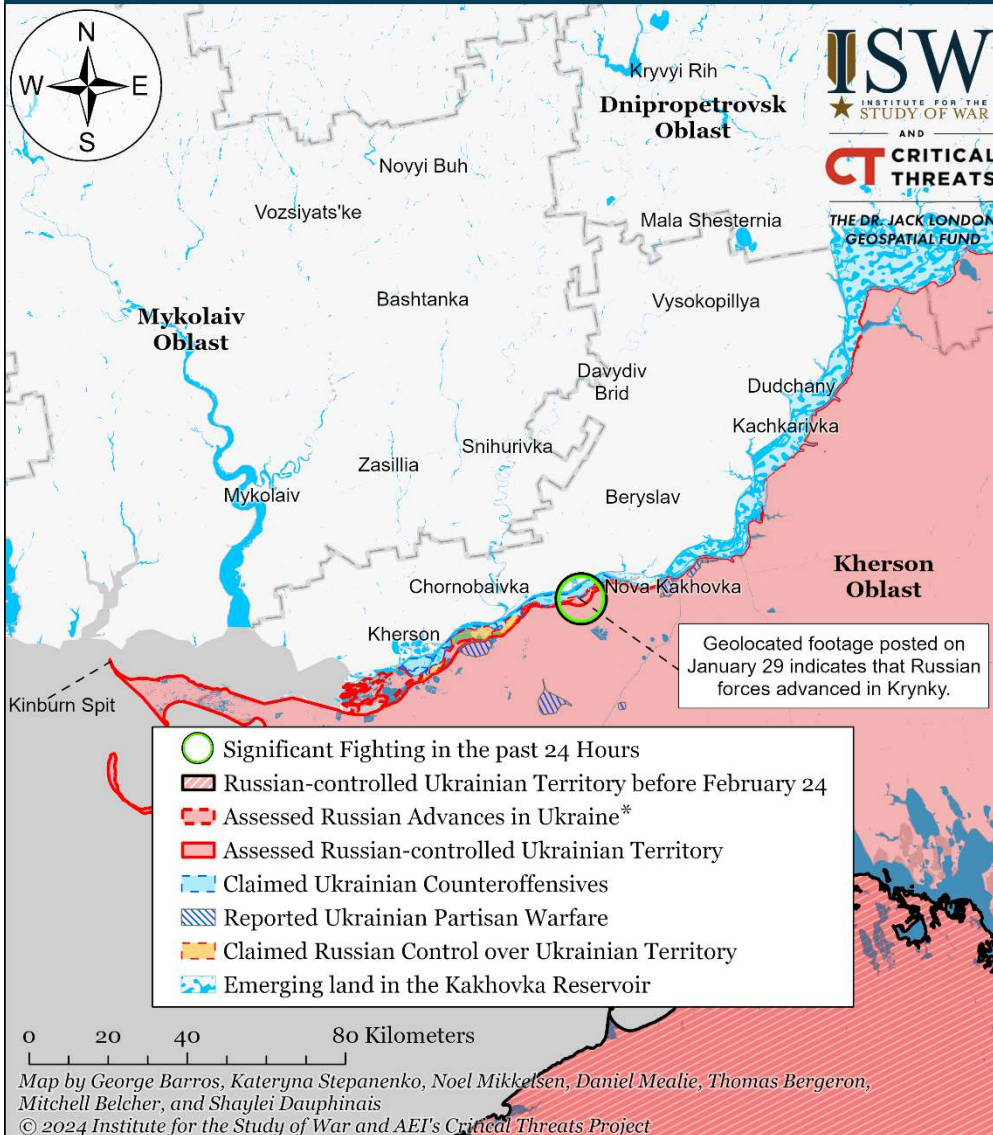 N
W
E
S
ISW
INSTITUTE FOR THE
STUDY OF WAR
AND
CT CRITICAL
THREATS
THE DR. JACK LONDON
GEOSPATIAL FUND
Kryvyi Rih
Dnipropetrovsk
Oblast
Novyi Buh
Vozsiyats'ke
Mala Shesternia
Bashtanka
Vysokopillya
Mykolaiv
Oblast
Davydiv
Brid
Dudchany
Kachkarivka
Snihurivka
Zasillia
Mykolaiv
Beryslav
Kherson
Oblast
Chornobaivka
Nova Kakhovka
Kherson
Geolocated footage posted on
January 29 indicates that Russian
forces advanced in Krynky.
Kinburn Spit
Significant Fighting in the past 24 Hours
Russian-controlled Ukrainian Territory before February 24
Assessed Russian Advances in Ukraine*
Assessed Russian-controlled Ukrainian Territory
Claimed Ukrainian Counteroffensives
Reported Ukrainian Partisan Warfare
Claimed Russian Control over Ukrainian Territory
Emerging land in the Kakhovka Reservoir
0 20 40 80 Kilometers
Map by George Barros, Kateryna Stepanenko, Noel Mikkelsen, Daniel Mealie, Thomas Bergeron,
Mitchell Belcher, and Shaylei Dauphinais
© 2024 Institute for the Study of War and AEI's Critical Threats Project